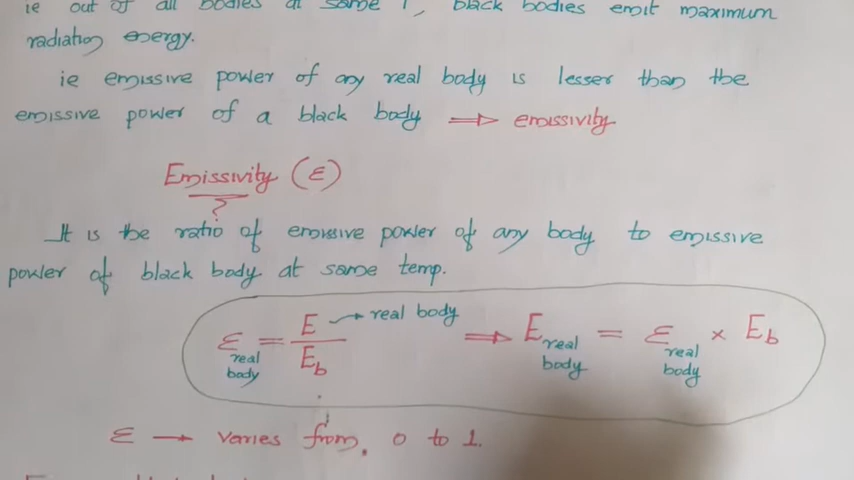 ie out of all bodies at same T, black bodies emit maximum
radiation energy.
ie emissive power of any real body is lesser than the
emissive power of a black body ⟹ emissivity
Emissivity (ε)
?
It is the ratio of emissive power of any body to emissive
power of black body at same temp.
ε real body = E → real body / E_b ⟹ E real body = ε real body × E_b
ε → varies from 0 to 1.